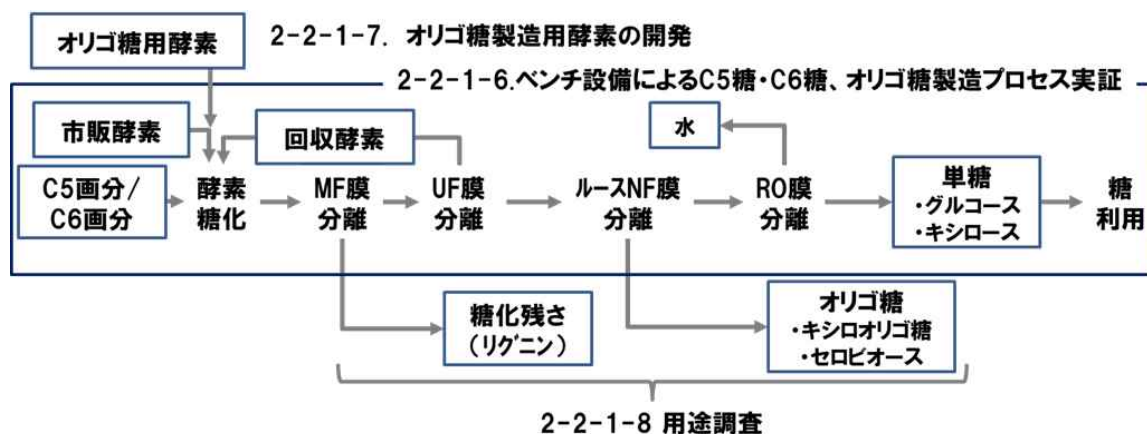 オリゴ糖用酵素
2-2-1-7. オリゴ糖製造用酵素の開発
2-2-1-6.ベンチ設備によるC5糖・C6糖、オリゴ糖製造プロセス実証
市販酵素
回収酵素
水
C5画分/
C6画分
酵素
糖化
MF膜
分離
UF膜
分離
ルースNF膜
分離
RO膜
分離
単糖
・グルコース
・キシロース
糖
利用
糖化残さ
(リグニン)
オリゴ糖
・キシロオリゴ糖
・セロビオース
2-2-1-8 用途調査